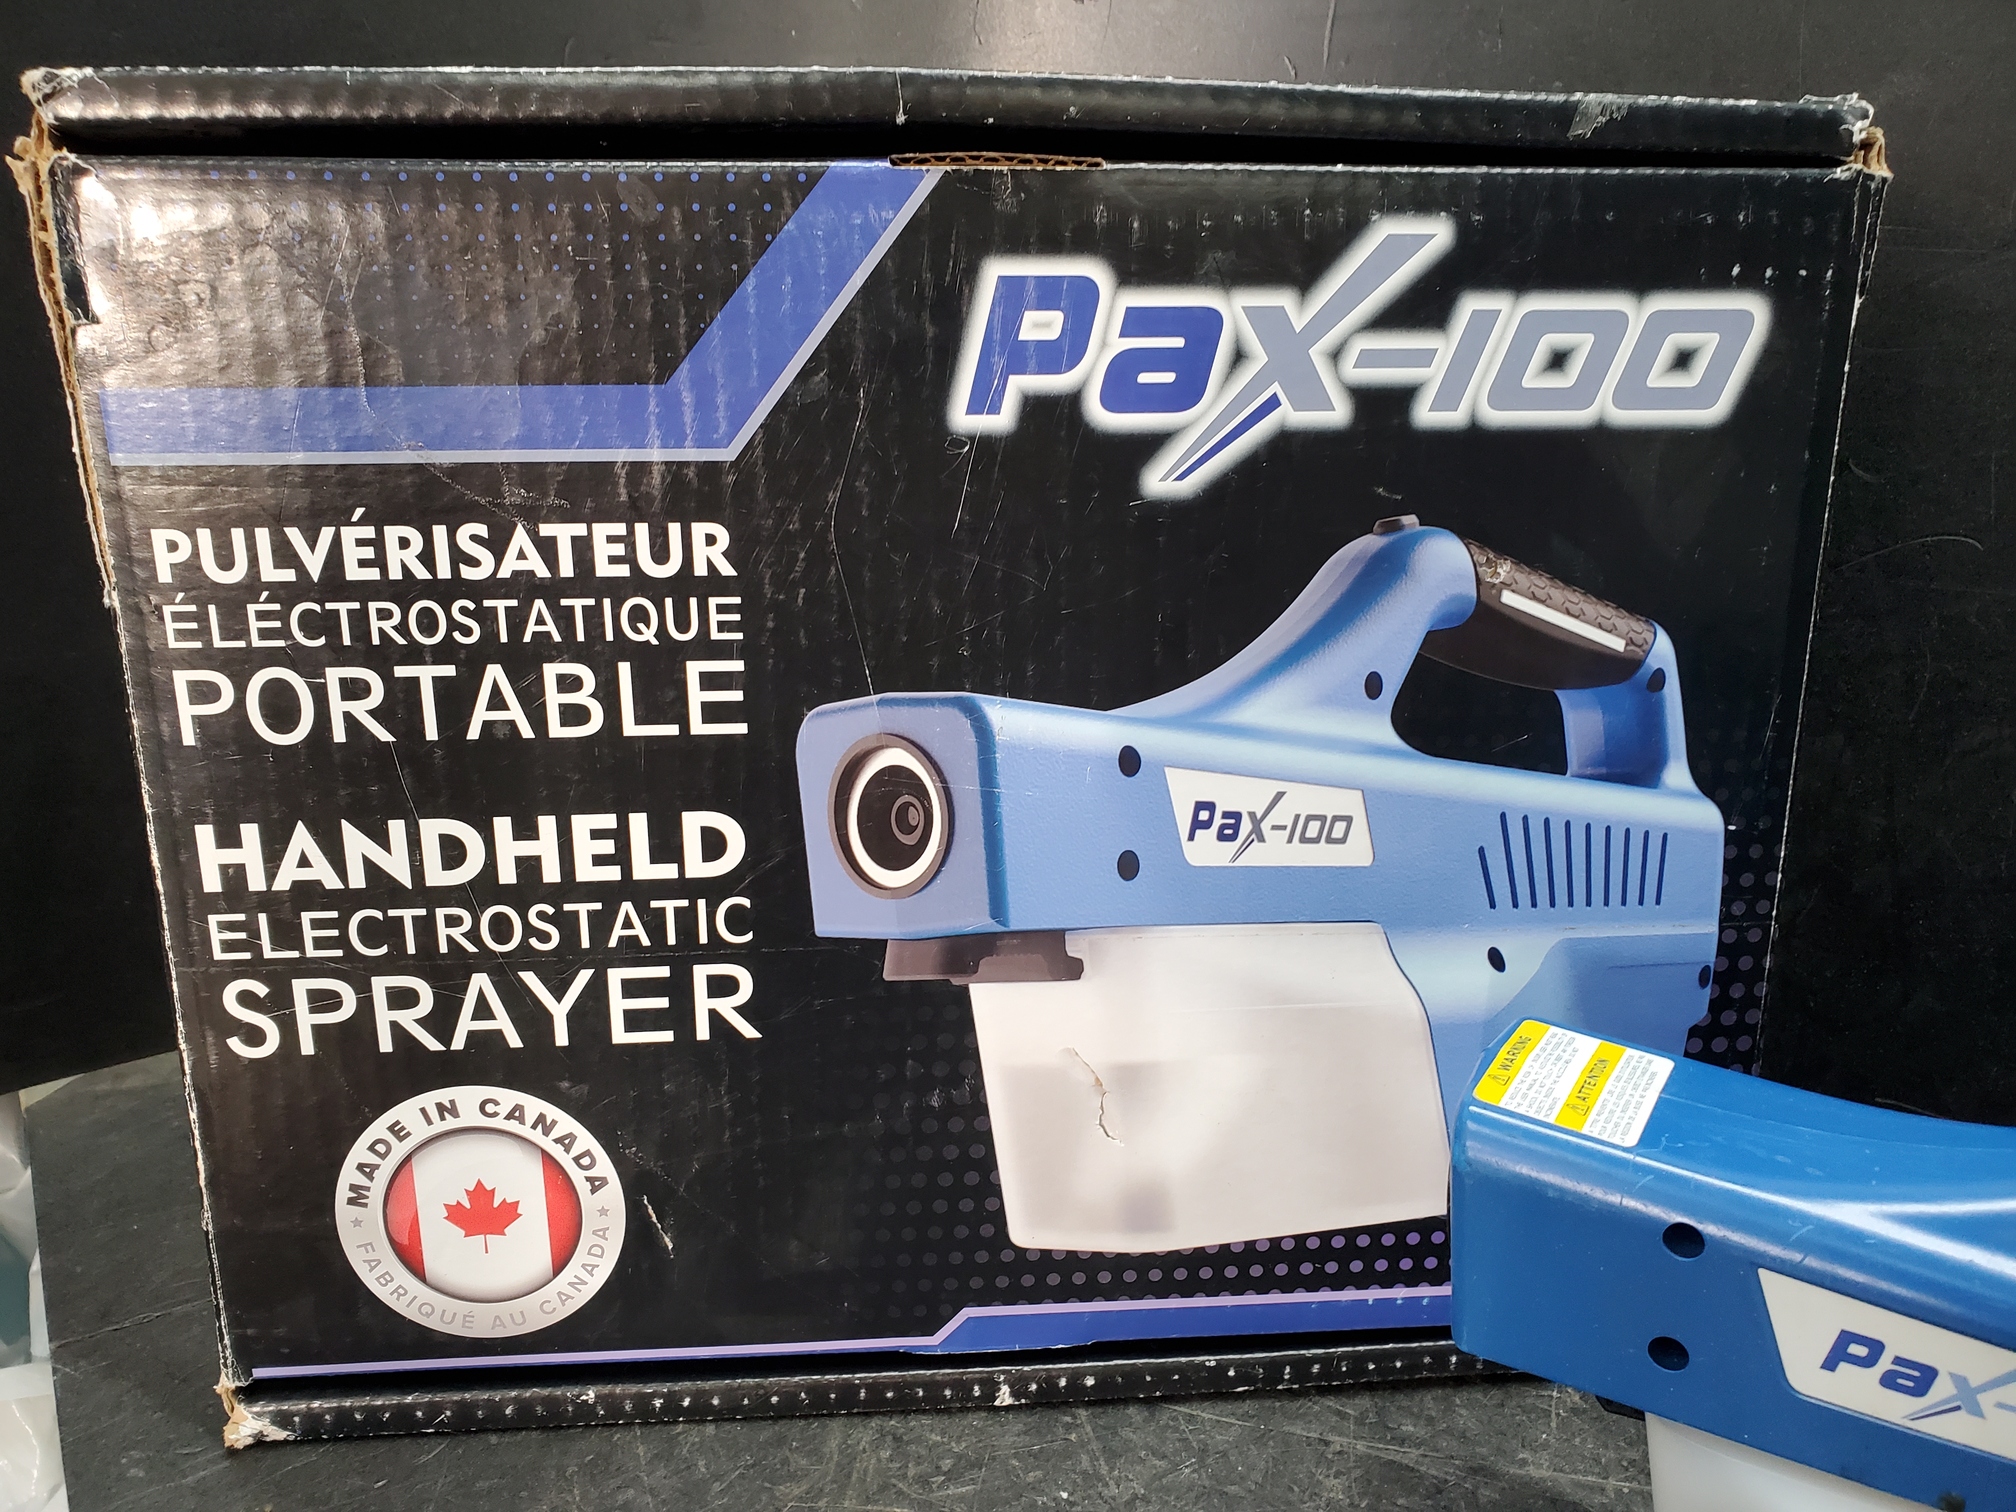 Pax-100
PULVÉRISATEUR
ÉLÉCTROSTATIQUE
PORTABLE
HANDHELD
ELECTROSTATIC
SPRAYER
MADE IN CANADA
FABRIQUÉ AU CANADA
Pax-100
WARNING
ATTENTION
Pax-